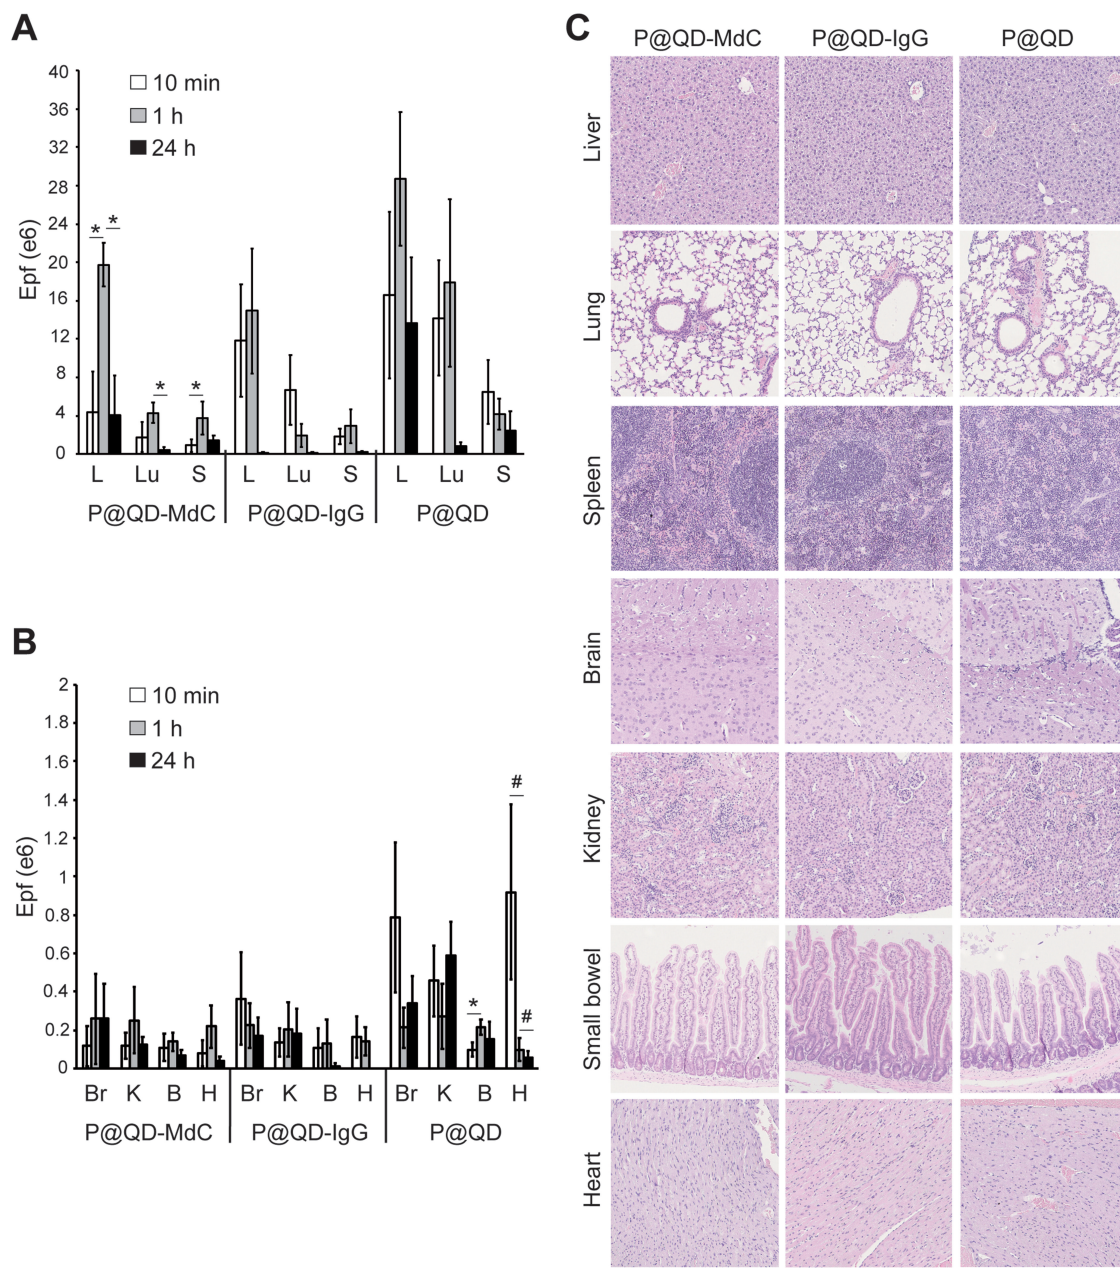 A
40
36
32
28
24
20
16
12
8
4
0
Epf (e6)
10 min
1 h
24 h
* *
* *
L Lu S L Lu S L Lu S
P@QD-MdC P@QD-IgG P@QD
B
2
1.8
1.6
1.4
1.2
1
0.8
0.6
0.4
0.2
0
Epf (e6)
10 min
1 h
24 h
#
*
#
Br K B H Br K B H Br K B H
P@QD-MdC P@QD-IgG P@QD
C
P@QD-MdC P@QD-IgG P@QD
Liver
Lung
Spleen
Brain
Kidney
Small bowel
Heart